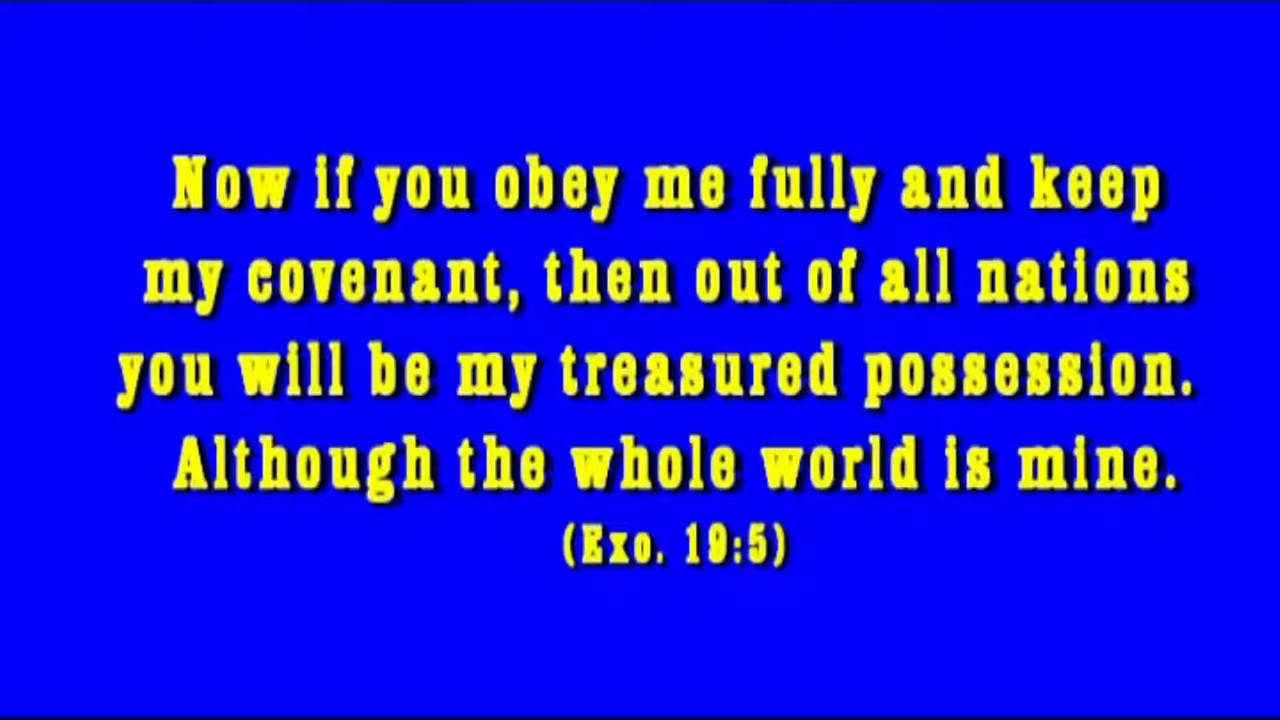 Now if you obey me fully and keep
my covenant, then out of all nations
you will be my treasured possession.
Although the whole world is mine.
(Exo. 19:5)